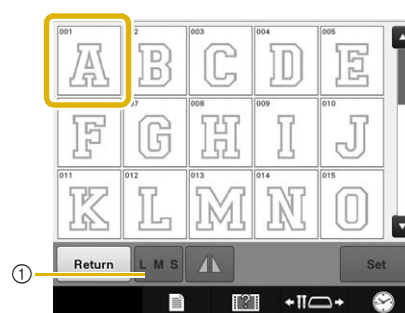 001 2 003 004 005
A B C D E
07 008 009 010
F G H I J
011 012 013 014 015
K L M N O
① Return L M S Set
?